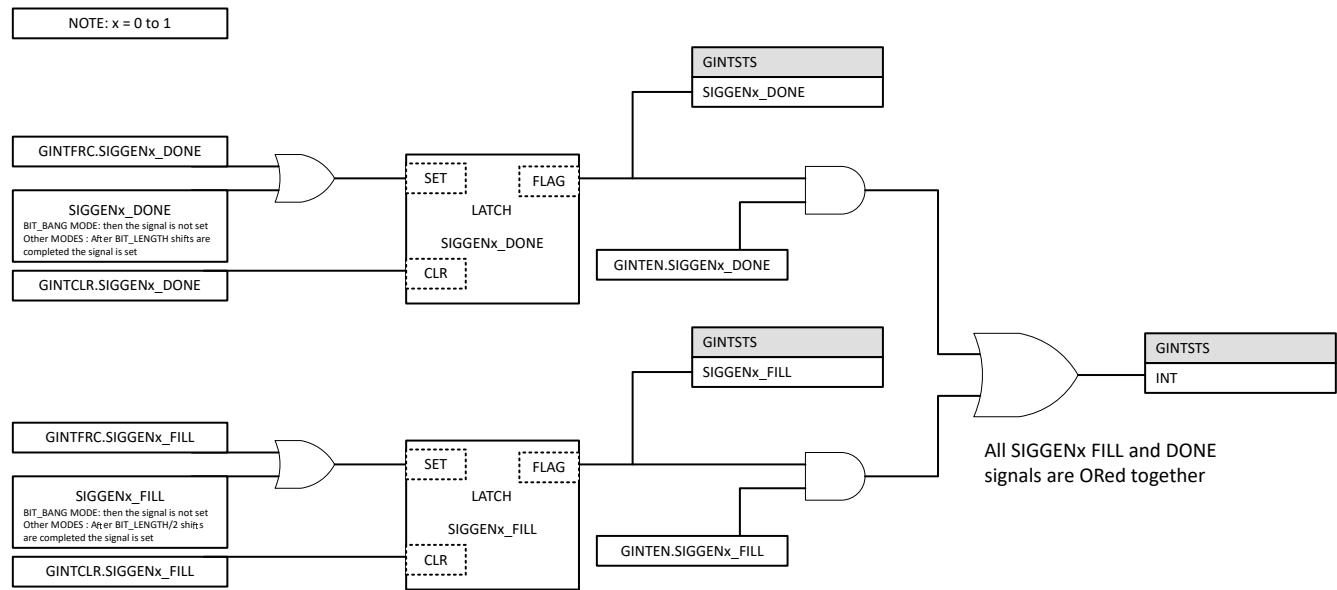 NOTE: x = 0 to 1
GINTSTS
SIGGENx_DONE
GINTFRC.SIGGENx_DONE
SET
FLAG
SIGGENx_DONE
BIT_BANG MODE: then the signal is not set
Other MODES : After BIT_LENGTH shifts are
completed the signal is set
LATCH
SIGGENx_DONE
GINTEN.SIGGENx_DONE
GINTCLR.SIGGENx_DONE
CLR
GINTSTS
SIGGENx_FILL
GINTSTS
INT
GINTFRC.SIGGENx_FILL
SET
FLAG
All SIGGENx FILL and DONE
signals are ORed together
SIGGENx_FILL
BIT_BANG MODE: then the signal is not set
Other MODES : After BIT_LENGTH/2 shifts
are completed the signal is set
LATCH
SIGGENx_FILL
GINTEN.SIGGENx_FILL
GINTCLR.SIGGENx_FILL
CLR